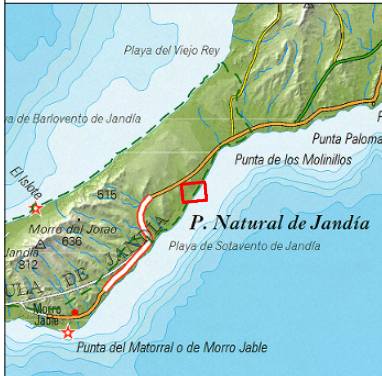 Playa del Viejo Rey
a de Barlovento de Jandía
Punta Paloma
Punta de los Molinillos
El Islote
515
P. Natural de Jandía
Morro del Jorao
Playa de Sotavento de Jandía
636
Jandía
812
ULA DE JANDÍA
Morro
Jable
Punta del Matorral o de Morro Jable